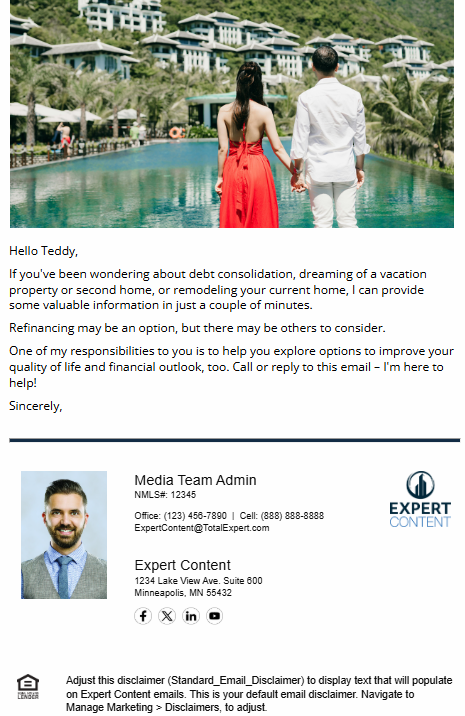 Hello Teddy,
If you've been wondering about debt consolidation, dreaming of a vacation
property or second home, or remodeling your current home, I can provide
some valuable information in just a couple of minutes.
Refinancing may be an option, but there may be others to consider.
One of my responsibilities to you is to help you explore options to improve your
quality of life and financial outlook, too. Call or reply to this email – I'm here to
help!
Sincerely,
Media Team Admin
NMLS#: 12345
Office: (123) 456-7890 | Cell: (888) 888-8888
ExpertContent@TotalExpert.com
EXPERT
CONTENT
Expert Content
1234 Lake View Ave. Suite 600
Minneapolis, MN 55432
Adjust this disclaimer (Standard_Email_Disclaimer) to display text that will populate
on Expert Content emails. This is your default email disclaimer. Navigate to
Manage Marketing > Disclaimers, to adjust.
LENDER